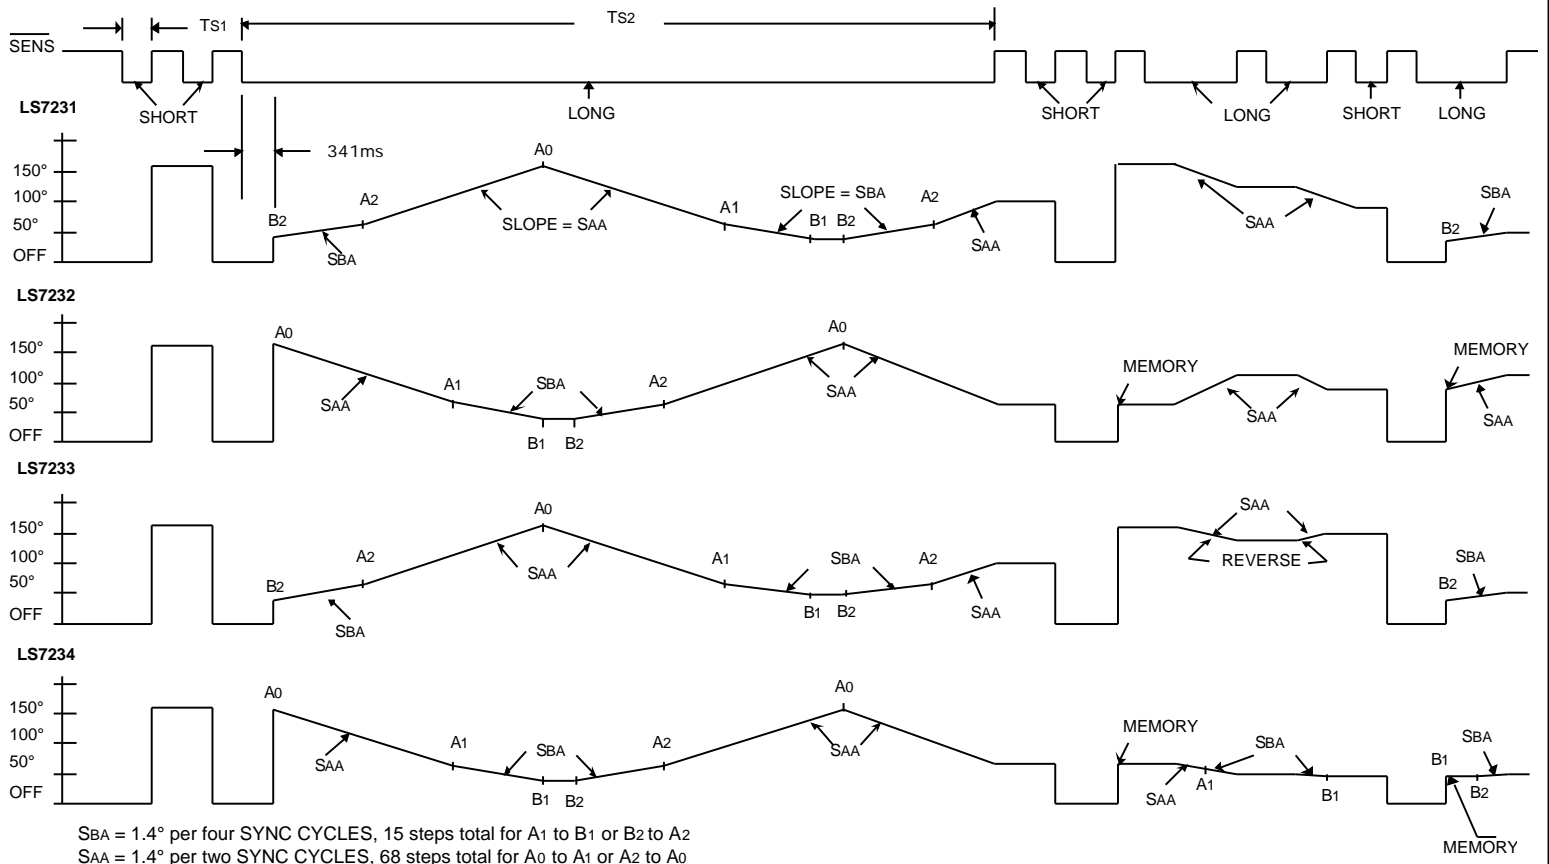 TS1
TS2
SENS
SHORT
LONG
SHORT
LONG
SHORT
LONG
LS7231
341ms
150°
100°
50°
OFF
B2
SBA
A2
A0
SLOPE = SAA
A1
SLOPE = SBA
B1
B2
A2
SAA
SAA
B2
SBA
LS7232
150°
100°
50°
OFF
A0
SAA
A1
SBA
B1
B2
A2
A0
SAA
MEMORY
SAA
MEMORY
SAA
LS7233
150°
100°
50°
OFF
B2
SBA
A2
A0
SAA
A1
SBA
B1
B2
A2
SAA
SAA
REVERSE
B2
SBA
LS7234
150°
100°
50°
OFF
A0
SAA
A1
SBA
B1
B2
A2
A0
SAA
MEMORY
SAA
A1
SBA
B1
B1
B2
SBA
MEMORY
SBA = 1.4° per four SYNC CYCLES, 15 steps total for A1 to B1 or B2 to A2
SAA = 1.4° per two SYNC CYCLES, 68 steps total for A0 to A1 or A2 to A0